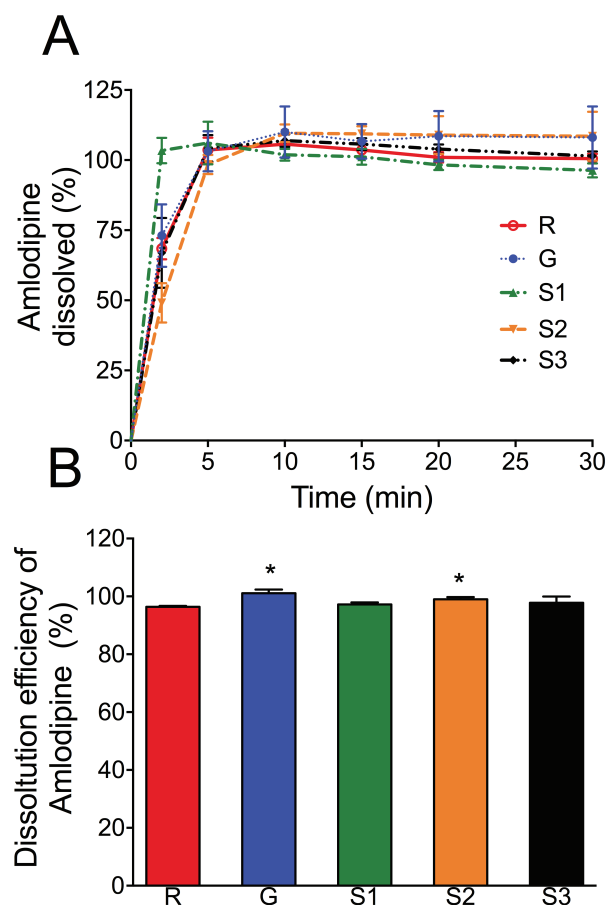 A
Amlodipine
dissolved (%)
125
100
75
50
25
0
0 5 10 15 20 25 30
Time (min)
R
G
S1
S2
S3
B
Dissoltution efficiency of
Amlodipine (%)
120
100
80
60
40
20
0
* *
R G S1 S2 S3